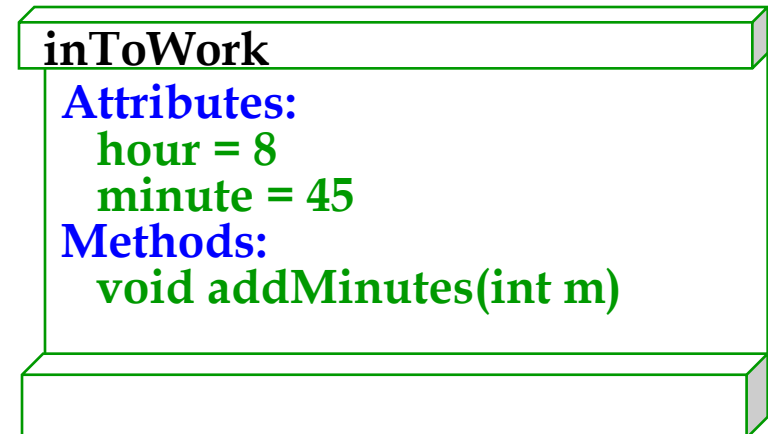 inToWork
Attributes:
hour = 8
minute = 45
Methods:
void addMinutes(int m)